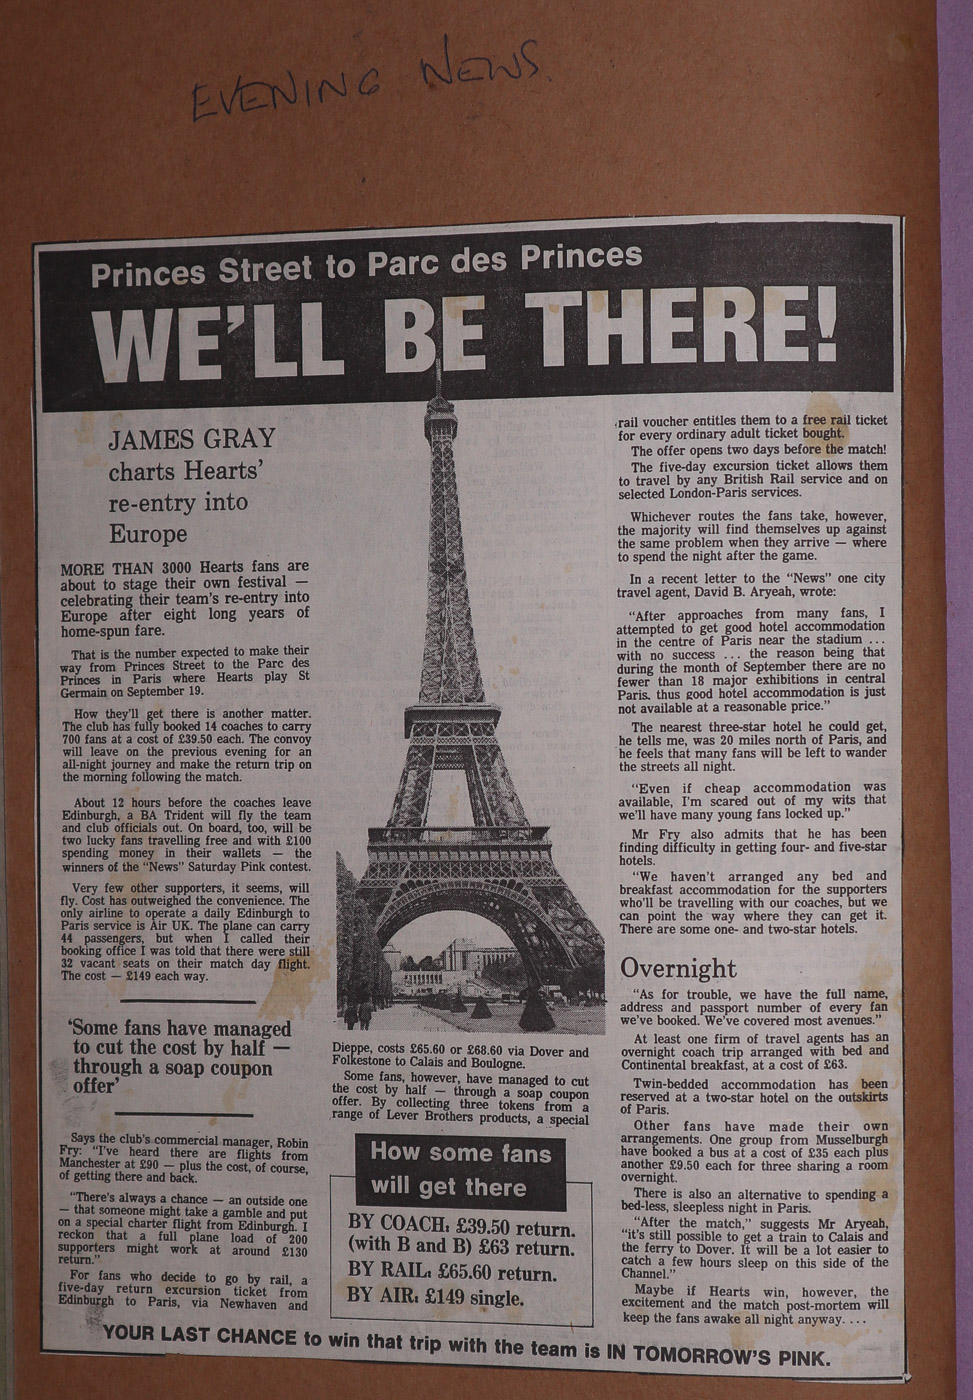 EVENING NEWS
Princes Street to Parc des Princes
WE'LL BE THERE!
JAMES GRAY
charts Hearts'
re-entry into
Europe
MORE THAN 3000 Hearts fans are
about to stage their own festival —
celebrating their team's re-entry into
Europe after eight long years of
home-spun fare.
That is the number expected to make their
way from Princes Street to the Parc des
Princes in Paris where Hearts play St
Germain on September 19.
How they'll get there is another matter.
The club has fully booked 14 coaches to carry
700 fans at a cost of £39.50 each. The convoy
will leave on the previous evening for an
all-night journey and make the return trip on
the morning following the match.
About 12 hours before the coaches leave
Edinburgh, a BA Trident will fly the team
and club officials out. On board, too, will be
two lucky fans travelling free and with £100
spending money in their wallets — the
winners of the "News" Saturday Pink contest.
Very few other supporters, it seems, will
fly. Cost has outweighed the convenience. The
only airline to operate a daily Edinburgh to
Paris service is Air UK. The plane can carry
44 passengers, but when I called their
booking office I was told that there were still
32 vacant seats on their match day flight.
The cost — £149 each way.
'Some fans have managed
to cut the cost by half —
through a soap coupon
offer'
Says the club's commercial manager, Robin
Fry: "I've heard there are flights from
Manchester at £90 — plus the cost, of course,
of getting there and back.
"There's always a chance — an outside one
— that someone might take a gamble and put
on a special charter flight from Edinburgh. I
reckon that a full plane load of 200
supporters might work at around £130
return."
For fans who decide to go by rail, a
five-day return excursion ticket from
Edinburgh to Paris, via Newhaven and
Dieppe, costs £65.60 or £68.60 via Dover and
Folkestone to Calais and Boulogne.
Some fans, however, have managed to cut
the cost by half — through a soap coupon
offer. By collecting three tokens from a
range of Lever Brothers products, a special
How some fans
will get there
BY COACH: £39.50 return.
(with B and B) £63 return.
BY RAIL: £65.60 return.
BY AIR: £149 single.
rail voucher entitles them to a free rail ticket
for every ordinary adult ticket bought.
The offer opens two days before the match!
The five-day excursion ticket allows them
to travel by any British Rail service and on
selected London-Paris services.
Whichever routes the fans take, however,
the majority will find themselves up against
the same problem when they arrive — where
to spend the night after the game.
In a recent letter to the "News" one city
travel agent, David B. Aryeah, wrote:
"After approaches from many fans, I
attempted to get good hotel accommodation
in the centre of Paris near the stadium ...
with no success ... the reason being that
during the month of September there are no
fewer than 18 major exhibitions in central
Paris. thus good hotel accommodation is just
not available at a reasonable price."
The nearest three-star hotel he could get,
he tells me, was 20 miles north of Paris, and
he feels that many fans will be left to wander
the streets all night.
"Even if cheap accommodation was
available, I'm scared out of my wits that
we'll have many young fans locked up."
Mr Fry also admits that he has been
finding difficulty in getting four- and five-star
hotels.
"We haven't arranged any bed and
breakfast accommodation for the supporters
who'll be travelling with our coaches, but we
can point the way where they can get it.
There are some one- and two-star hotels.
Overnight
"As for trouble, we have the full name,
address and passport number of every fan
we've booked. We've covered most avenues."
At least one firm of travel agents has an
overnight coach trip arranged with bed and
Continental breakfast, at a cost of £63.
Twin-bedded accommodation has been
reserved at a two-star hotel on the outskirts
of Paris.
Other fans have made their own
arrangements. One group from Musselburgh
have booked a bus at a cost of £35 each plus
another £9.50 each for three sharing a room
overnight.
There is also an alternative to spending a
bed-less, sleepless night in Paris.
"After the match," suggests Mr Aryeah,
"it's still possible to get a train to Calais and
the ferry to Dover. It will be a lot easier to
catch a few hours sleep on this side of the
Channel."
Maybe if Hearts win, however, the
excitement and the match post-mortem will
keep the fans awake all night anyway. . . .
YOUR LAST CHANCE to win that trip with the team is IN TOMORROW'S PINK.